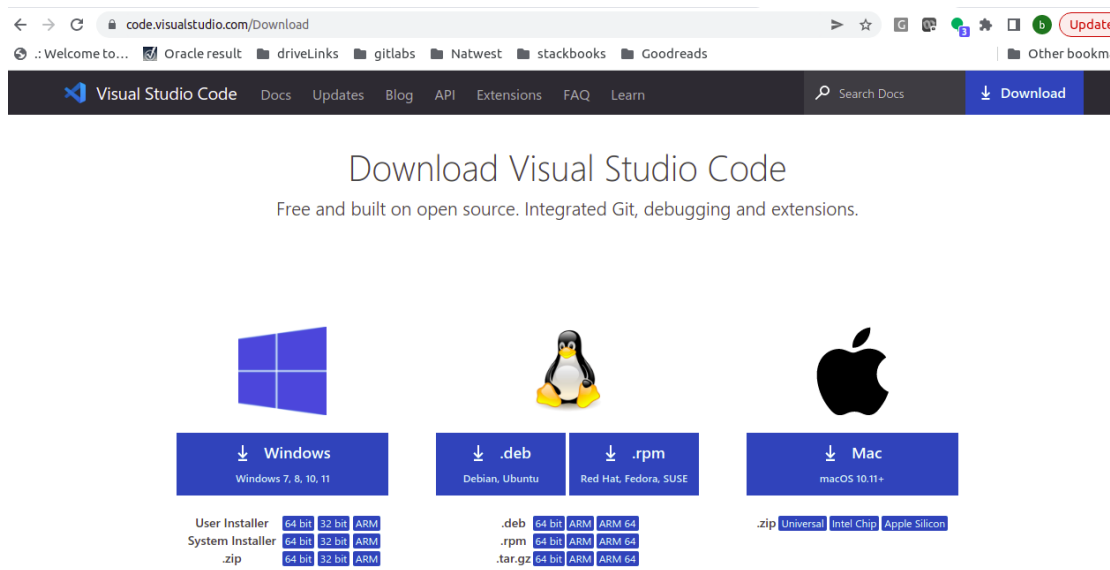 code.visualstudio.com/Download
b Update
3
.: Welcome to... Oracle result driveLinks gitlabs Natwest stackbooks Goodreads Other bookm
Visual Studio Code Docs Updates Blog API Extensions FAQ Learn Search Docs Download
Download Visual Studio Code
Free and built on open source. Integrated Git, debugging and extensions.
Windows
Windows 7, 8, 10, 11
.deb
Debian, Ubuntu
.rpm
Red Hat, Fedora, SUSE
Mac
macOS 10.11+
User Installer 64 bit 32 bit ARM
System Installer 64 bit 32 bit ARM
.zip 64 bit 32 bit ARM
.deb 64 bit ARM ARM 64
.rpm 64 bit ARM ARM 64
.tar.gz 64 bit ARM ARM 64
.zip Universal Intel Chip Apple Silicon